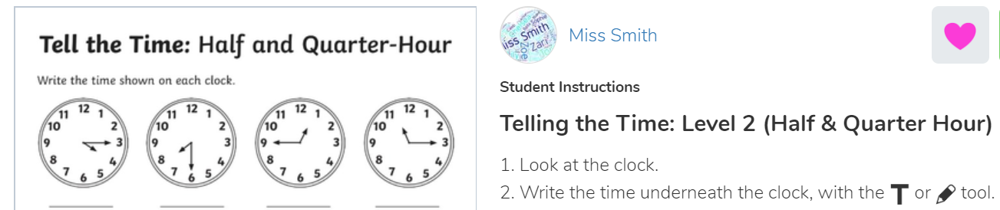 Tell the Time: Half and Quarter-Hour
Write the time shown on each clock.
12 1 2 3 4 5 6 7 8 9 10 11
12 1 2 3 4 5 6 7 8 9 10 11
12 1 2 3 4 5 6 7 8 9 10 11
12 1 2 3 4 5 6 7 8 9 10 11
iss Smith
Zoe
Zari
Miss Smith
Student Instructions
Telling the Time: Level 2 (Half & Quarter Hour)
1. Look at the clock.
2. Write the time underneath the clock, with the T or tool.